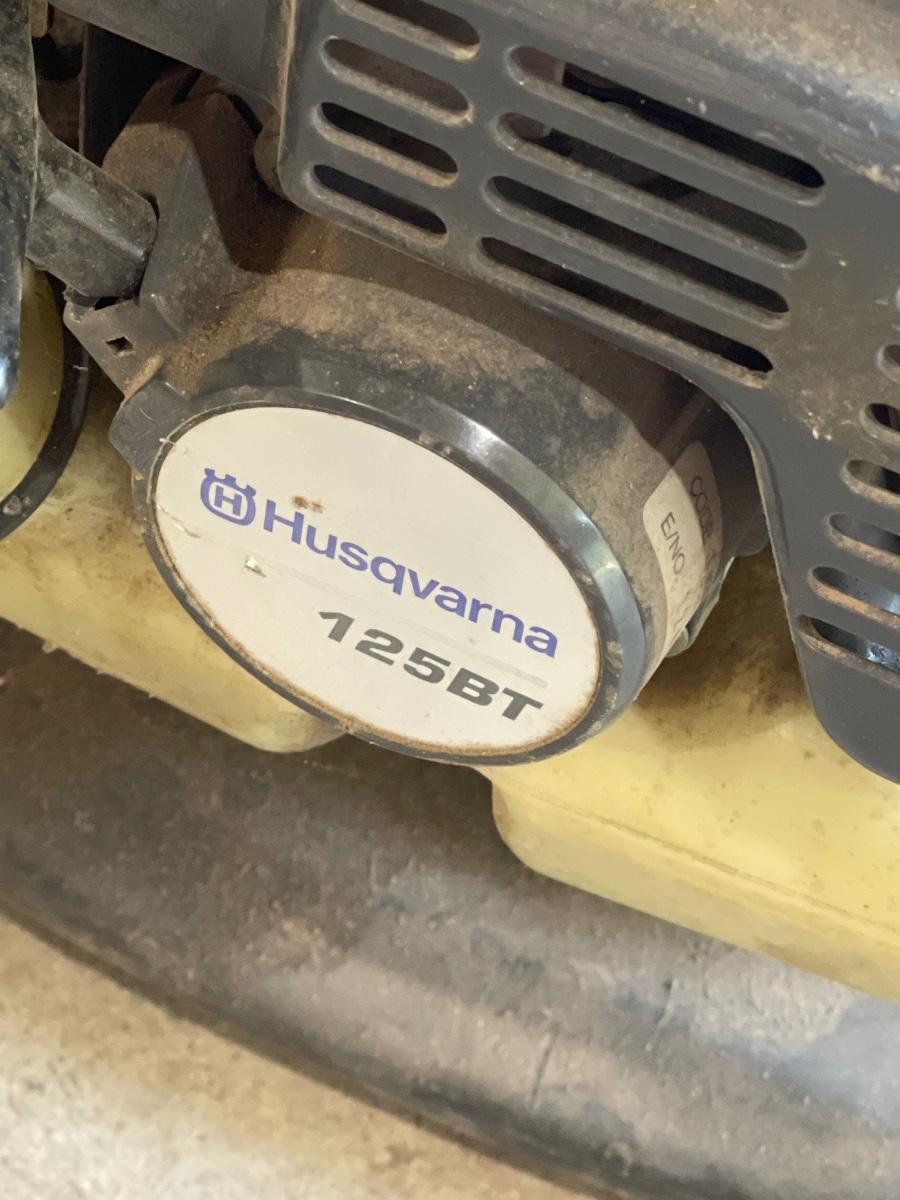 H Husqvarna
125BT
CODE
E/NO.